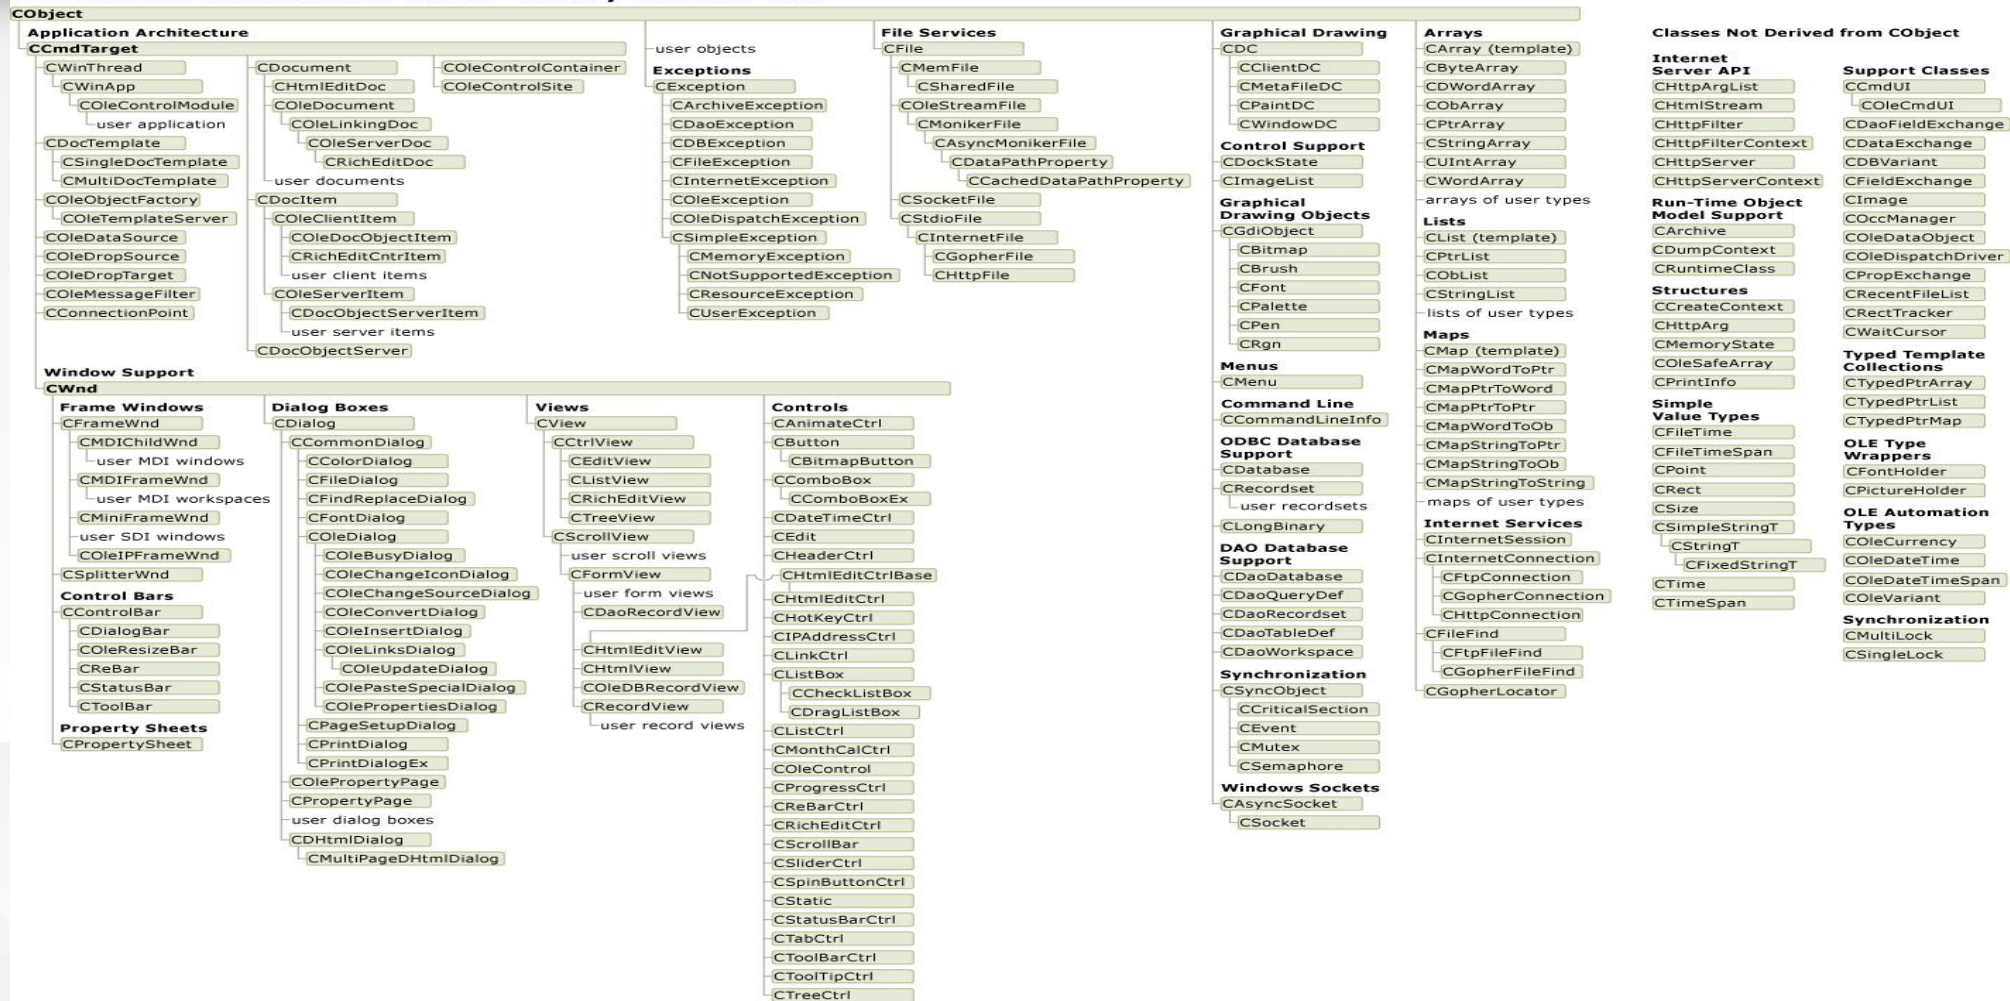 CObject
Application Architecture
CCmdTarget
CWinThread
CWinApp
COleControlModule
user application
CDocTemplate
CSingleDocTemplate
CMultiDocTemplate
COleObjectFactory
COleTemplateServer
COleDataSource
COleDropSource
COleDropTarget
COleMessageFilter
CConnectionPoint
CDocument
CHtmlEditDoc
COleDocument
COleLinkingDoc
COleServerDoc
CRichEditDoc
user documents
CDocItem
COleClientItem
COleDocObjectItem
CRichEditCntrItem
user client items
COleServerItem
CDocObjectServerItem
user server items
CDocObjectServer
COleControlContainer
COleControlSite
user objects
Exceptions
CException
CArchiveException
CDaoException
CDBException
CFileException
CInternetException
COleException
COleDispatchException
CSimpleException
CMemoryException
CNotSupportedException
CResourceException
CUserException
File Services
CFile
CMemFile
CSharedFile
COleStreamFile
CMonikerFile
CAsyncMonikerFile
CDataPathProperty
CCachedDataPathProperty
CSocketFile
CStdioFile
CInternetFile
CGopherFile
CHttpFile
Window Support
CWnd
Frame Windows
CFrameWnd
CMDIChildWnd
user MDI windows
CMDIFrameWnd
user MDI workspaces
CMiniFrameWnd
user SDI windows
COleIPFrameWnd
CSplitterWnd
Control Bars
CControlBar
CDialogBar
COleResizeBar
CReBar
CStatusBar
CToolBar
Property Sheets
CPropertySheet
Dialog Boxes
CDialog
CCommonDialog
CColorDialog
CFileDialog
CFindReplaceDialog
CFontDialog
COleDialog
COleBusyDialog
COleChangeIconDialog
COleChangeSourceDialog
COleConvertDialog
COleInsertDialog
COleLinksDialog
COleUpdateDialog
COlePasteSpecialDialog
COlePropertiesDialog
CPageSetupDialog
CPrintDialog
CPrintDialogEx
COlePropertyPage
CPropertyPage
user dialog boxes
CDHtmlDialog
CMultiPageDHtmlDialog
Views
CView
CCtrlView
CEditView
CListView
CRichEditView
CTreeView
CScrollView
user scroll views
CFormView
user form views
CDaoRecordView
CHtmlEditView
CHtmlView
COleDBRecordView
CRecordView
user record views
Controls
CAnimateCtrl
CButton
CBitmapButton
CComboBox
CComboBoxEx
CDateTimeCtrl
CEdit
CHeaderCtrl
CHtmlEditCtrlBase
CHtmlEditCtrl
CHotKeyCtrl
CIPAddressCtrl
CLinkCtrl
CListBox
CCheckListBox
CDragListBox
CListCtrl
CMonthCalCtrl
COleControl
CProgressCtrl
CReBarCtrl
CRichEditCtrl
CScrollBar
CSliderCtrl
CSpinButtonCtrl
CStatic
CStatusBarCtrl
CTabCtrl
CToolBarCtrl
CToolTipCtrl
CTreeCtrl
Graphical Drawing
CDC
CClientDC
CMetaFileDC
CPaintDC
CWindowDC
Control Support
CDockState
CImageList
Graphical
Drawing Objects
CGdiObject
CBitmap
CBrush
CFont
CPalette
CPen
CRgn
Menus
CMenu
Command Line
CCommandLineInfo
ODBC Database
Support
CDatabase
CRecordset
user recordsets
CLongBinary
DAO Database
Support
CDaoDatabase
CDaoQueryDef
CDaoRecordset
CDaoTableDef
CDaoWorkspace
Synchronization
CSyncObject
CCriticalSection
CEvent
CMutex
CSemaphore
Windows Sockets
CAsyncSocket
CSocket
Arrays
CArray (template)
CByteArray
CDWordArray
CObArray
CPtrArray
CStringArray
CUIntArray
CWordArray
arrays of user types
Lists
CList (template)
CPtrList
CObList
CStringList
lists of user types
Maps
CMap (template)
CMapWordToPtr
CMapPtrToWord
CMapPtrToPtr
CMapWordToOb
CMapStringToPtr
CMapStringToOb
CMapStringToString
maps of user types
Internet Services
CInternetSession
CInternetConnection
CFtpConnection
CGopherConnection
CHttpConnection
CFileFind
CFtpFileFind
CGopherFileFind
CGopherLocator
Classes Not Derived from CObject
Internet
Server API
CHttpArgList
CHtmlStream
CHttpFilter
CHttpFilterContext
CHttpServer
CHttpServerContext
Run-Time Object
Model Support
CArchive
CDumpContext
CRuntimeClass
Structures
CCreateContext
CHttpArg
CMemoryState
COleSafeArray
CPrintInfo
Simple
Value Types
CFileTime
CFileTimeSpan
CPoint
CRect
CSize
CSimpleStringT
CStringT
CFixedStringT
CTime
CTimeSpan
Support Classes
CCmdUI
COleCmdUI
CDaoFieldExchange
CDataExchange
CDBVariant
CFieldExchange
CImage
COccManager
COleDataObject
COleDispatchDriver
CPropExchange
CRecentFileList
CRectTracker
CWaitCursor
Typed Template
Collections
CTypedPtrArray
CTypedPtrList
CTypedPtrMap
OLE Type
Wrappers
CFontHolder
CPictureHolder
OLE Automation
Types
COleCurrency
COleDateTime
COleDateTimeSpan
COleVariant
Synchronization
CMultiLock
CSingleLock